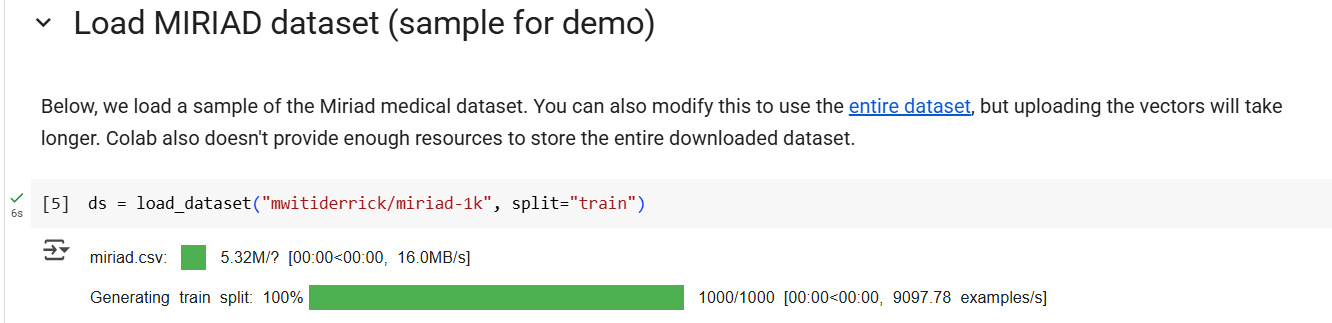 Load MIRIAD dataset (sample for demo)
Below, we load a sample of the Miriad medical dataset. You can also modify this to use the entire dataset, but uploading the vectors will take
longer. Colab also doesn't provide enough resources to store the entire downloaded dataset.
[5] ds = load_dataset("mwitiderrick/miriad-1k", split="train")
6s
miriad.csv: 5.32M/? [00:00<00:00, 16.0MB/s]
Generating train split: 100% 1000/1000 [00:00<00:00, 9097.78 examples/s]